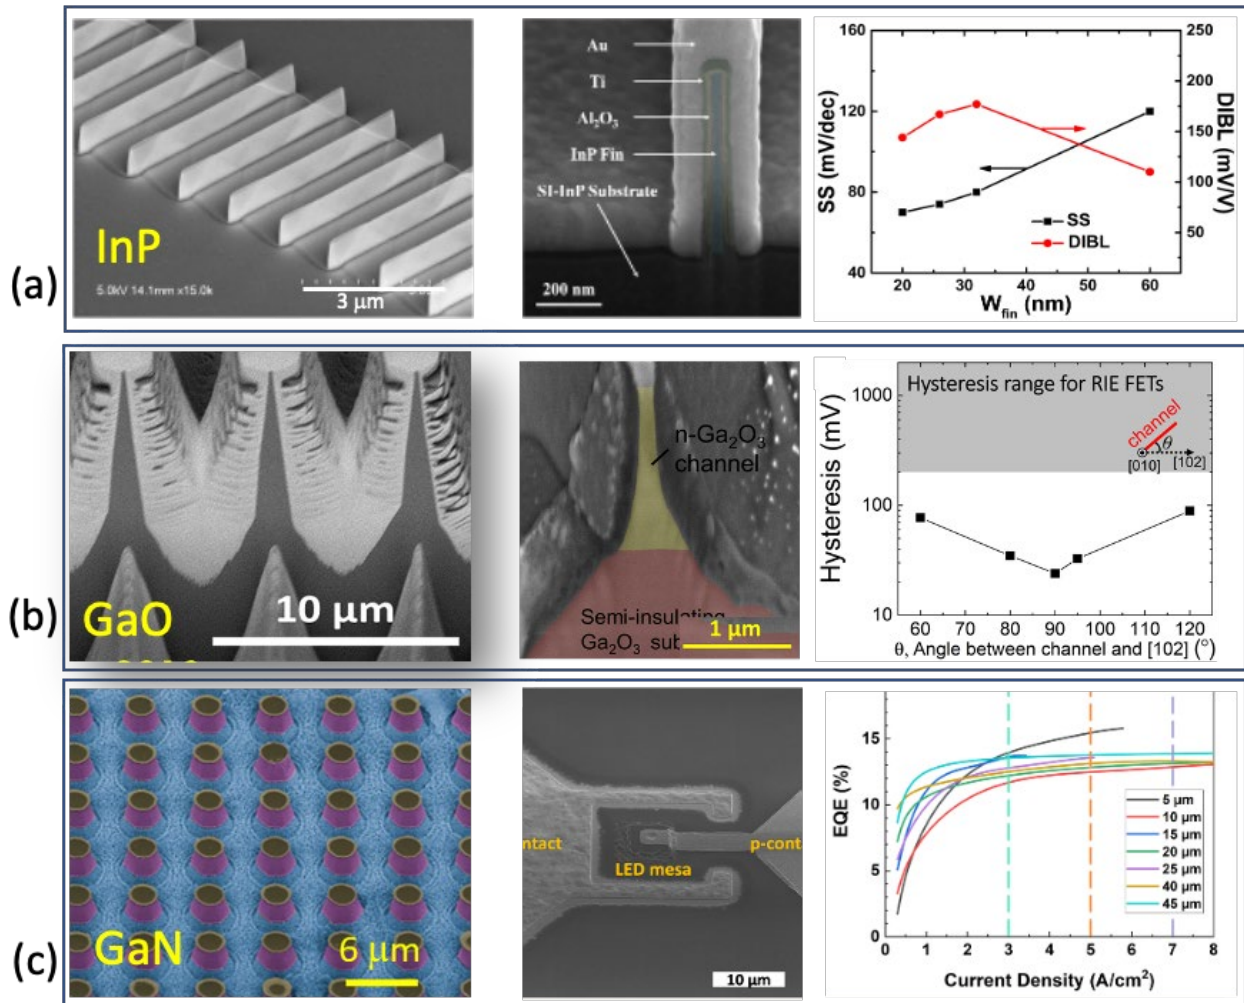 (a)
InP
5.0kV 14.1mm x15.0k
3 μm
Au
Ti
Al₂O₃
InP Fin
SI-InP Substrate
200 nm
160
120
80
40
SS (mV/dec)
250
200
150
100
50
DIBL (mV/V)
SS
DIBL
20 30 40 50 60
W_fin (nm)
(b)
GaO
10 μm
n-Ga₂O₃
channel
Semi-insulating
Ga₂O₃ sub
1 μm
Hysteresis range for RIE FETs
channel
θ
[010] [102]
1000
100
10
Hysteresis (mV)
60 70 80 90 100 110 120
θ, Angle between channel and [102] (°)
(c)
GaN
6 μm
ntact
LED mesa
p-cont
10 μm
15
10
5
0
EQE (%)
5 μm
10 μm
15 μm
20 μm
25 μm
40 μm
45 μm
0 1 2 3 4 5 6 7 8
Current Density (A/cm²)